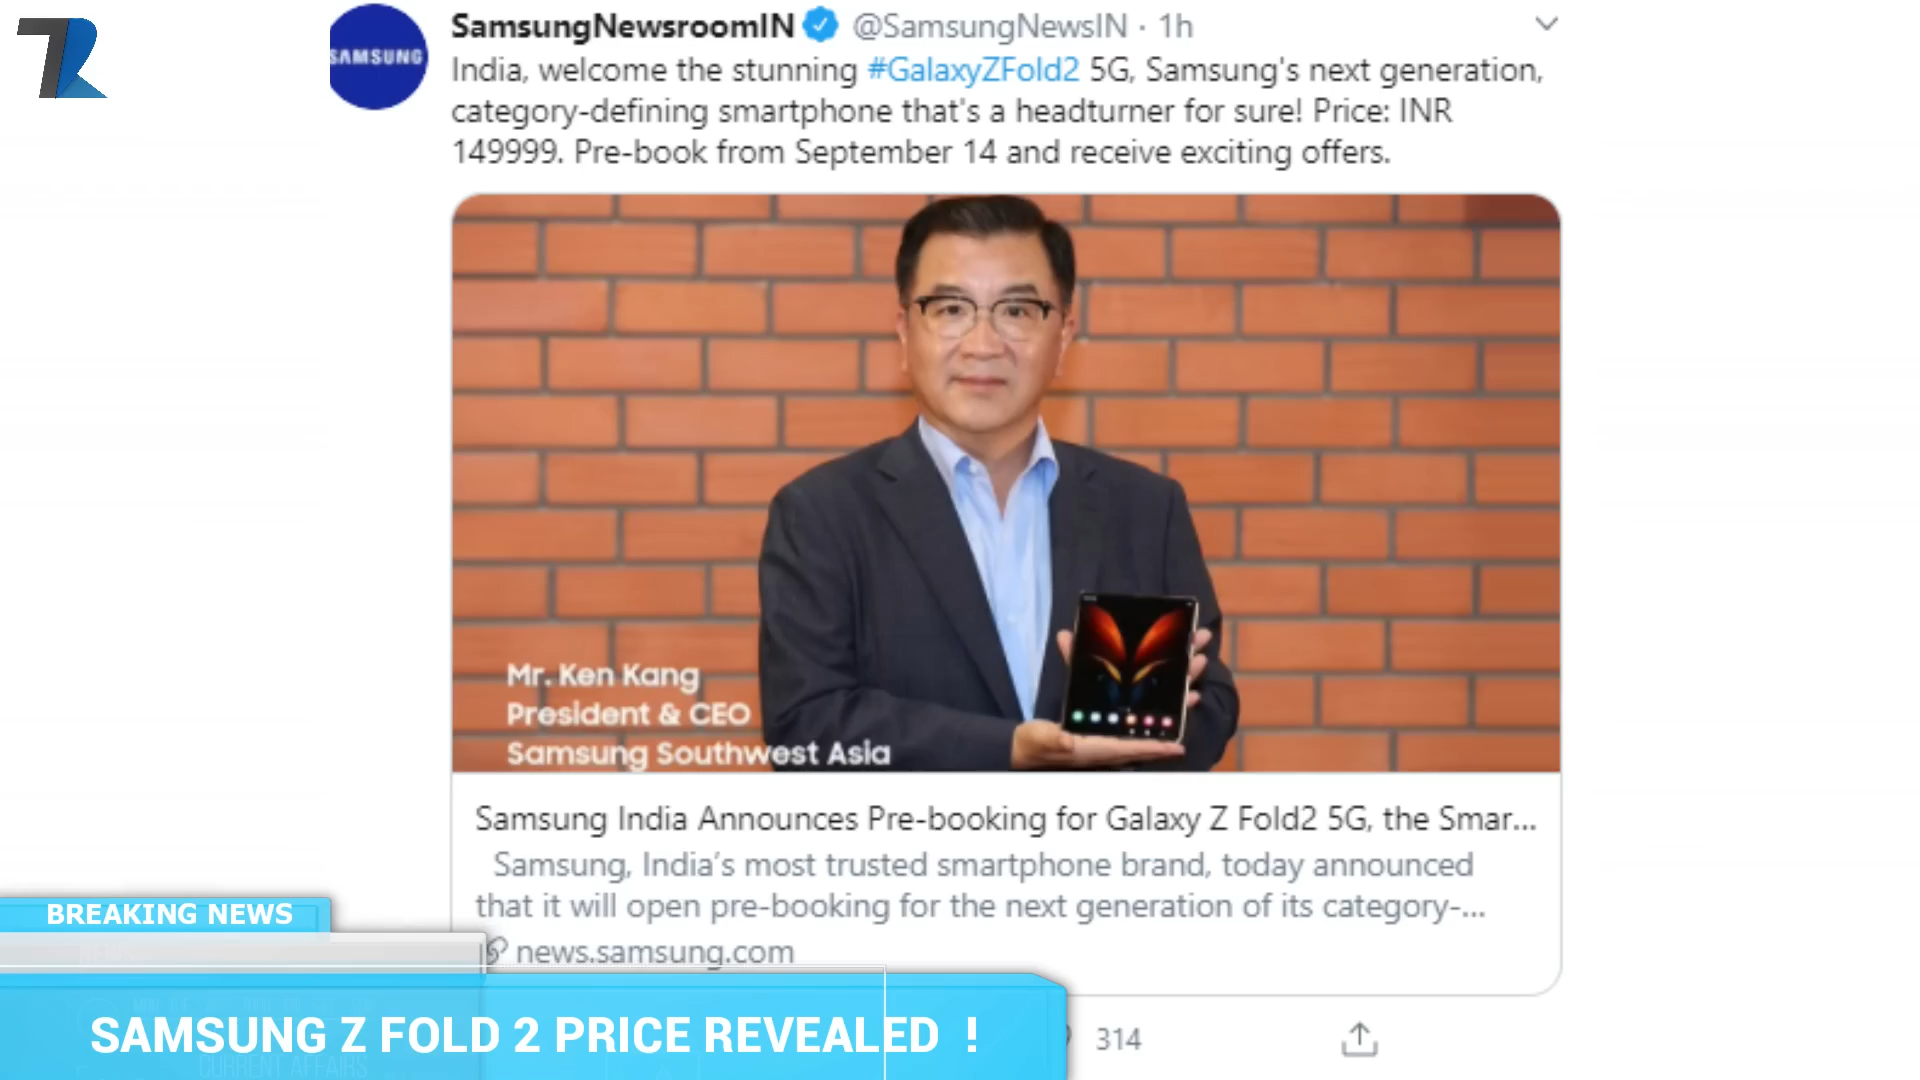 SAMSUNG
SamsungNewsroomIN @SamsungNewsIN · 1h
India, welcome the stunning #GalaxyZFold2 5G, Samsung's next generation,
category-defining smartphone that's a headturner for sure! Price: INR
149999. Pre-book from September 14 and receive exciting offers.
Mr. Ken Kang
President & CEO
Samsung Southwest Asia
Samsung India Announces Pre-booking for Galaxy Z Fold2 5G, the Smar...
Samsung, India’s most trusted smartphone brand, today announced
that it will open pre-booking for the next generation of its category-...
news.samsung.com
314
BREAKING NEWS
SAMSUNG Z FOLD 2 PRICE REVEALED !
CURRENT AFFAIRS